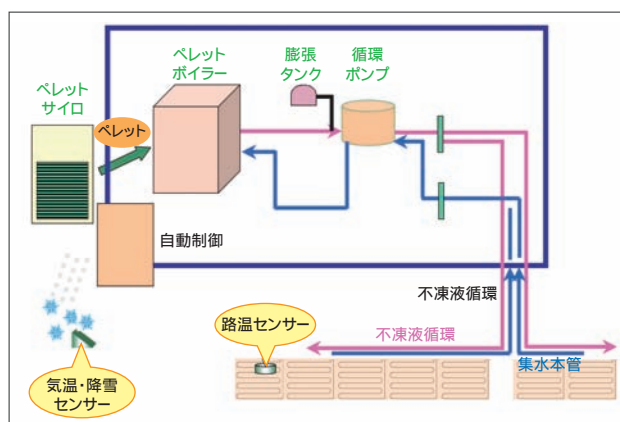 ペレット
サイロ
ペレット
ペレット
ボイラー
膨張
タンク
循環
ポンプ
自動制御
不凍液循環
路温センサー
不凍液循環
集水本管
気温・降雪
センサー